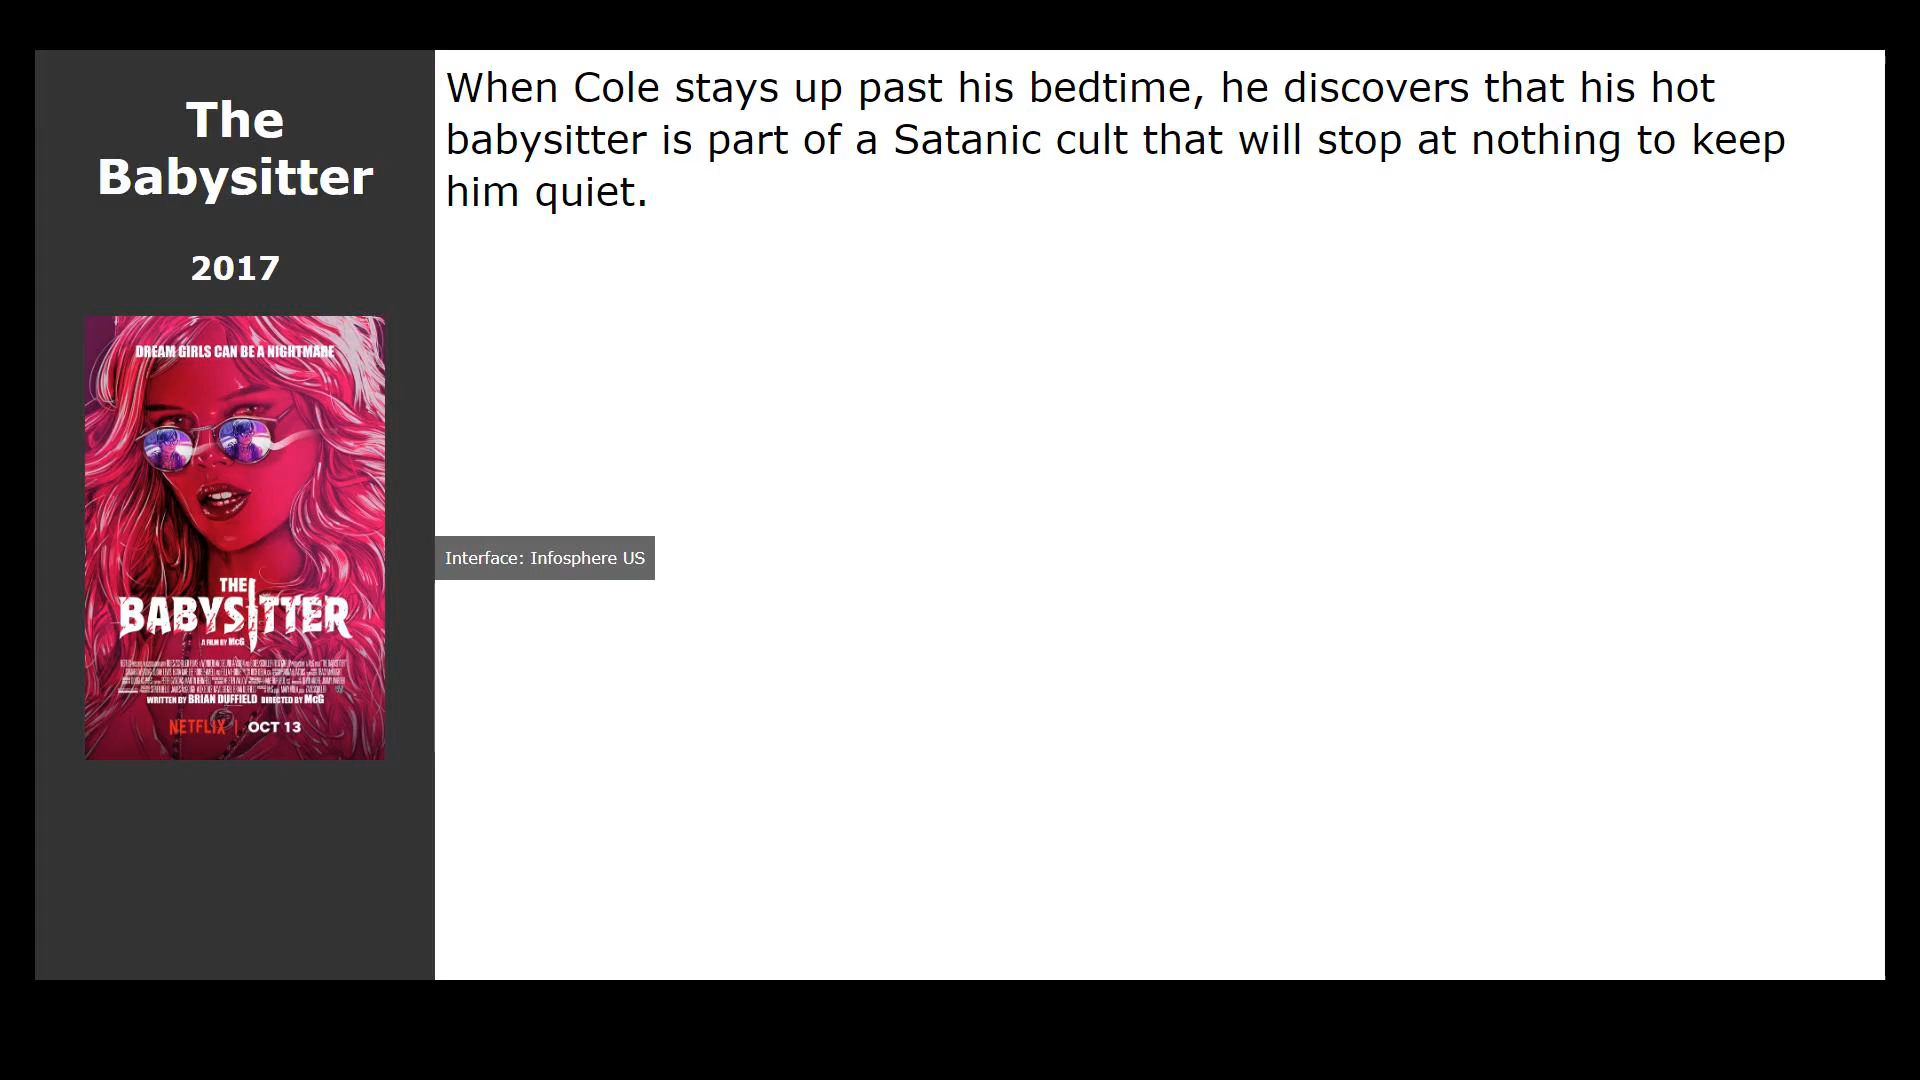 The
Babysitter
2017
DREAM GIRLS CAN BE A NIGHTMARE
THE
BABYSITTER
A FILM BY McG
WRITTEN BY BRIAN DUFFIELD DIRECTED BY McG
NETFLIX | OCT 13
When Cole stays up past his bedtime, he discovers that his hot
babysitter is part of a Satanic cult that will stop at nothing to keep
him quiet.
Interface: Infosphere US